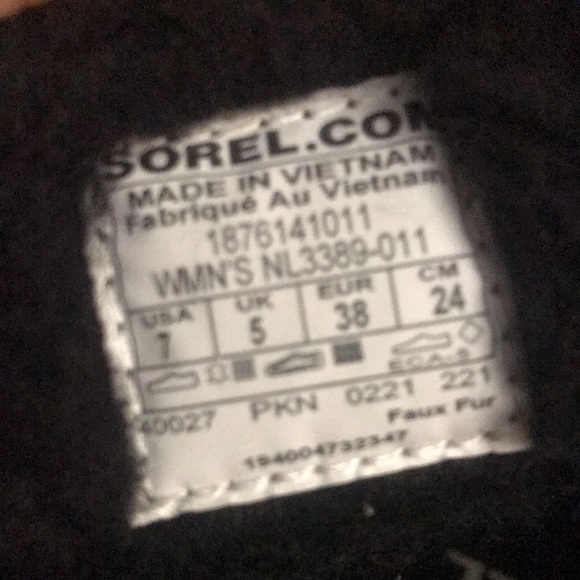 SOREL.COM
MADE IN VIETNAM
Fabriqué Au Vietnam
1876141011
WMN'S NL3389-011
USA UK EUR CM
7 5 38 24
40027 PKN 0221 221
Faux Fur
194004732347